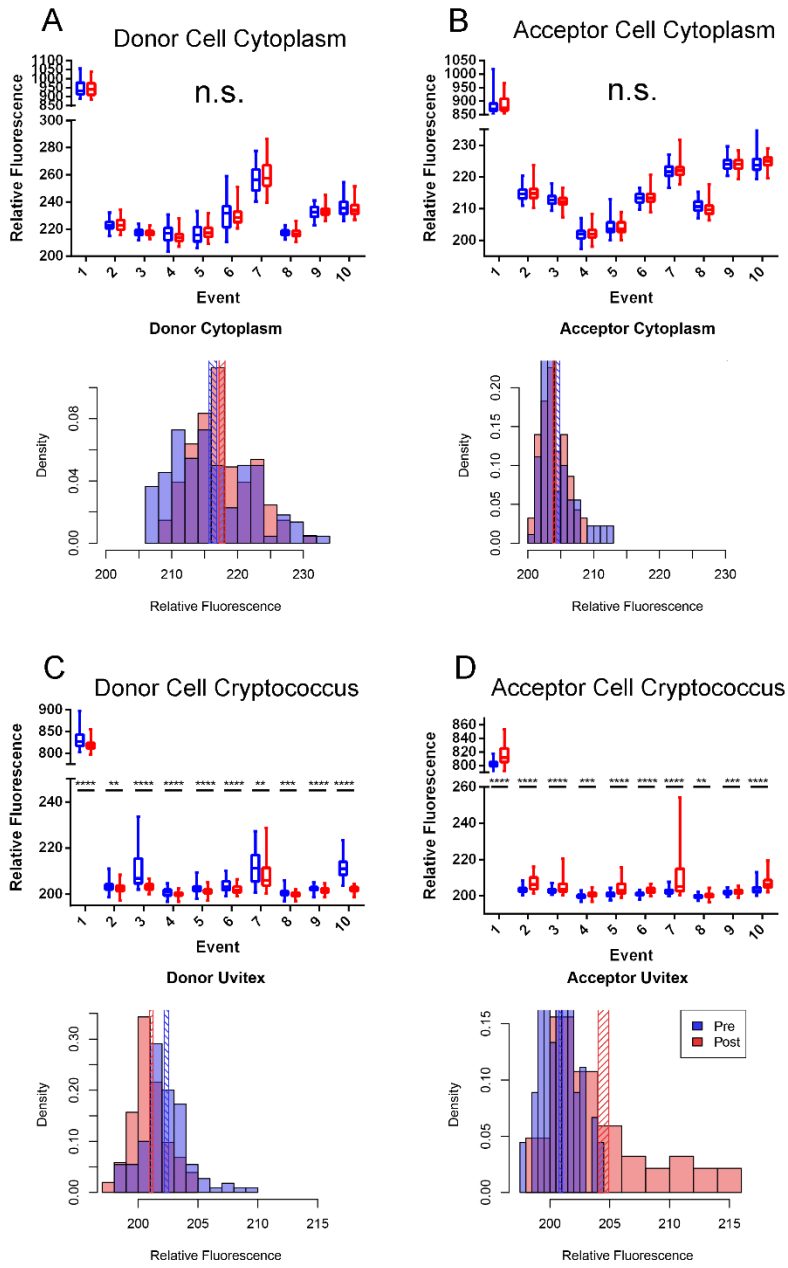 A
Donor Cell Cytoplasm
Relative Fluorescence
1100
1050
1000
950
900
850
n.s.
300
280
260
240
220
200
1 2 3 4 5 6 7 8 9 10
Event
B
Acceptor Cell Cytoplasm
Relative Fluorescence
1050
1000
950
900
850
n.s.
230
220
210
200
1 2 3 4 5 6 7 8 9 10
Event
Donor Cytoplasm
Density
0.08
0.04
0.00
200 210 220 230
Relative Fluorescence
Acceptor Cytoplasm
Density
0.20
0.15
0.10
0.05
0.00
200 210 220 230
Relative Fluorescence
C
Donor Cell Cryptococcus
Relative Fluorescence
900
850
800
**** ** **** **** **** **** ** *** **** ****
240
220
200
1 2 3 4 5 6 7 8 9 10
Event
D
Acceptor Cell Cryptococcus
Relative Fluorescence
860
840
820
800
**** **** **** *** **** **** **** ** *** ****
260
240
220
200
1 2 3 4 5 6 7 8 9 10
Event
Donor Uvitex
Density
0.30
0.20
0.10
0.00
200 205 210 215
Relative Fluorescence
Acceptor Uvitex
Density
0.15
0.10
0.05
0.00
Pre
Post
200 205 210 215
Relative Fluorescence